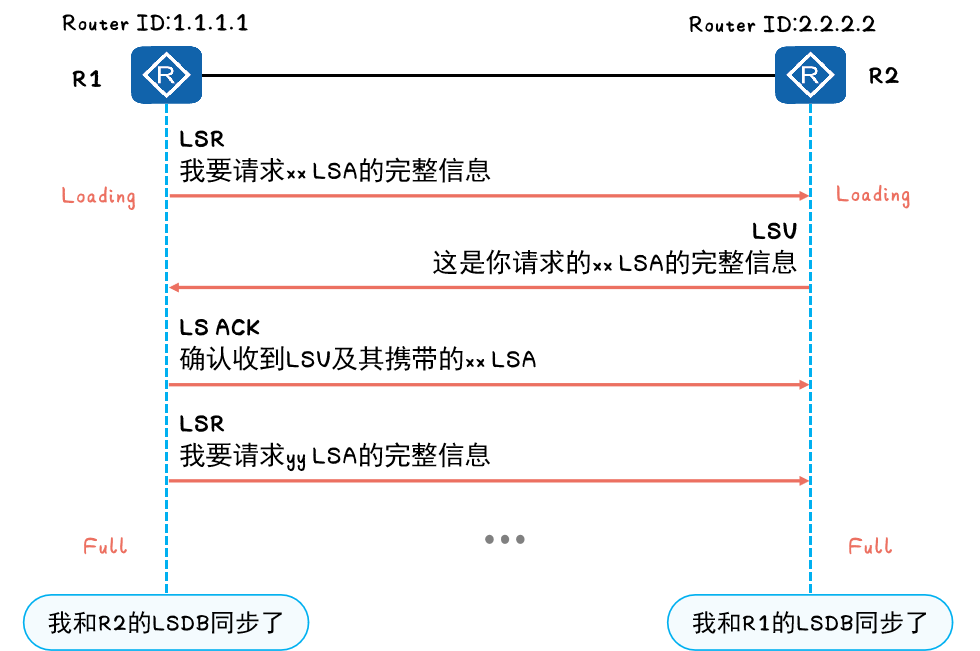 Router ID:1.1.1.1
Router ID:2.2.2.2
R1
R
R
R2
LSR
我要请求xx LSA的完整信息
Loading
Loading
LSU
这是你请求的xx LSA的完整信息
LS ACK
确认收到LSU及其携带的xx LSA
LSR
我要请求yy LSA的完整信息
Full
Full
我和R2的LSDB同步了
我和R1的LSDB同步了